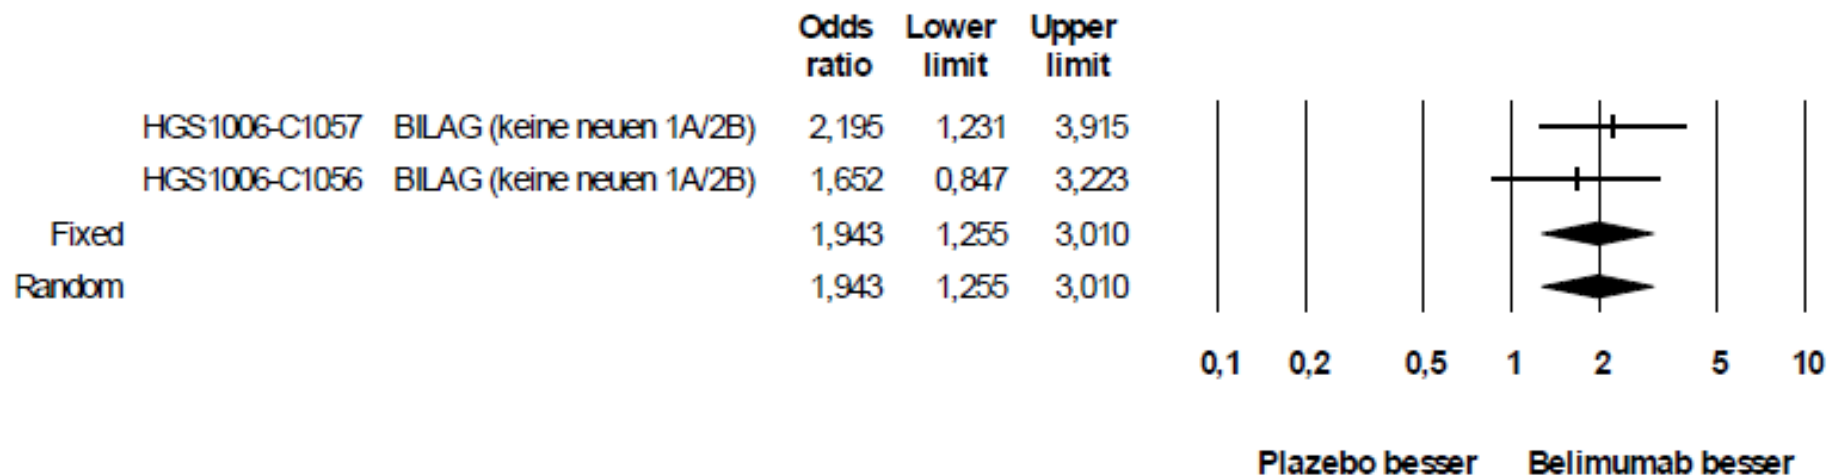 Odds Lower Upper
ratio limit limit
HGS1006-C1057 BILAG (keine neuen 1A/2B) 2,195 1,231 3,915
HGS1006-C1056 BILAG (keine neuen 1A/2B) 1,652 0,847 3,223
Fixed 1,943 1,255 3,010
Random 1,943 1,255 3,010
0,1 0,2 0,5 1 2 5 10
Plazebo besser Belimumab besser